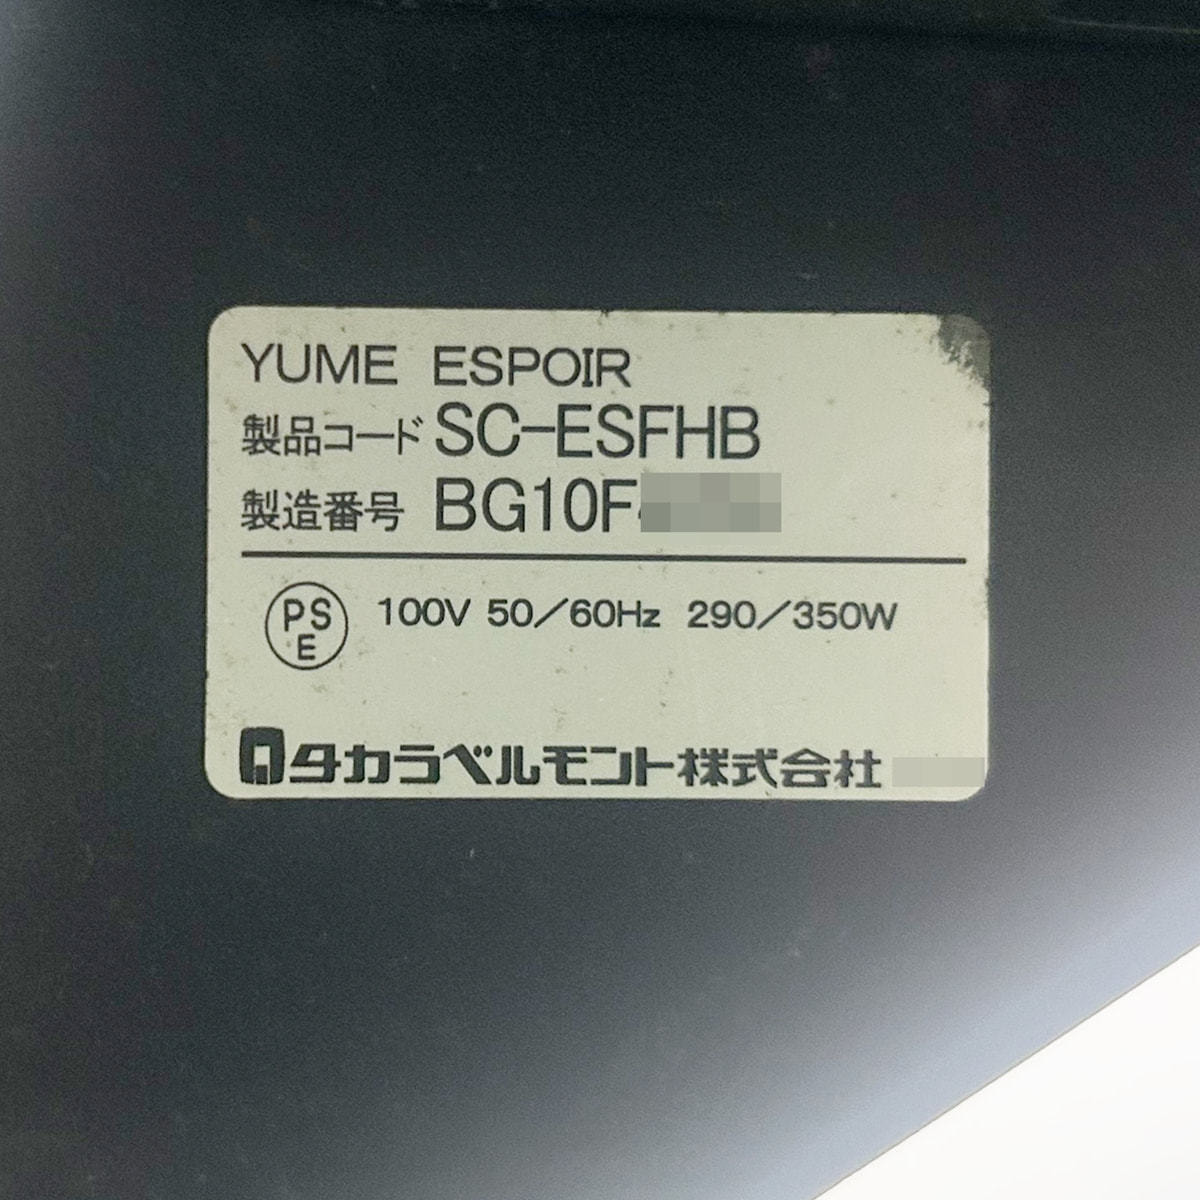 YUME ESPOIR
製品コード SC-ESFHB
製造番号 BG10F
PSE 100V 50/60Hz 290/350W
タカラベルモント株式会社